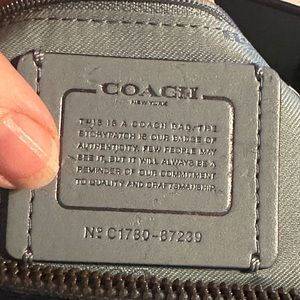 COACH
NEW YORK
THIS IS A COACH BAG. THE
STORYPATCH IS OUR BADGE OF
AUTHENTICITY. FEW PEOPLE MAY
SEE IT, BUT IT WILL ALWAYS BE A
REMINDER OF OUR COMMITMENT
TO QUALITY AND CRAFTSMANSHIP.
Nº C1760-87239